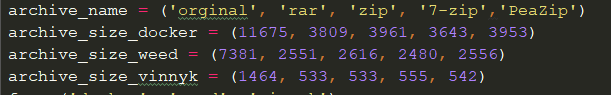 archive_name = ('orginal', 'rar', 'zip', '7-zip','PeaZip')
archive_size_docker = (11675, 3809, 3961, 3643, 3953)
archive_size_weed = (7381, 2551, 2616, 2480, 2556)
archive_size_vinnyk = (1464, 533, 533, 555, 542)